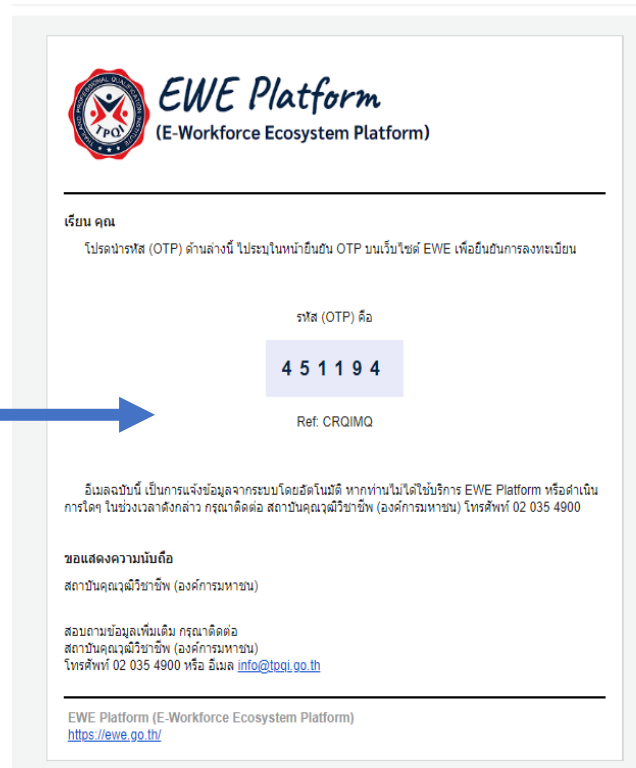 THAILAND PROFESSIONAL QUALIFICATION INSTITUTE
TPQI
EWE Platform
(E-Workforce Ecosystem Platform)
เรียน คุณ
โปรดนำรหัส (OTP) ด้านล่างนี้ ไประบุในหน้ายืนยัน OTP บนเว็บไซต์ EWE เพื่อยืนยันการลงทะเบียน
รหัส (OTP) คือ
4 5 1 1 9 4
Ref: CRQIMQ
อีเมลฉบับนี้ เป็นการแจ้งข้อมูลจากระบบโดยอัตโนมัติ หากท่านไม่ได้ใช้บริการ EWE Platform หรือดำเนิน
การใดๆ ในช่วงเวลาดังกล่าว กรุณาติดต่อ สถาบันคุณวุฒิวิชาชีพ (องค์การมหาชน) โทรศัพท์ 02 035 4900
ขอแสดงความนับถือ
สถาบันคุณวุฒิวิชาชีพ (องค์การมหาชน)
สอบถามข้อมูลเพิ่มเติม กรุณาติดต่อ
สถาบันคุณวุฒิวิชาชีพ (องค์การมหาชน)
โทรศัพท์ 02 035 4900 หรือ อีเมล info@tpqi.go.th
EWE Platform (E-Workforce Ecosystem Platform)
https://ewe.go.th/